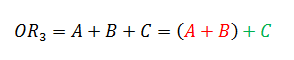 OR₃ = A + B + C = (A + B) + C